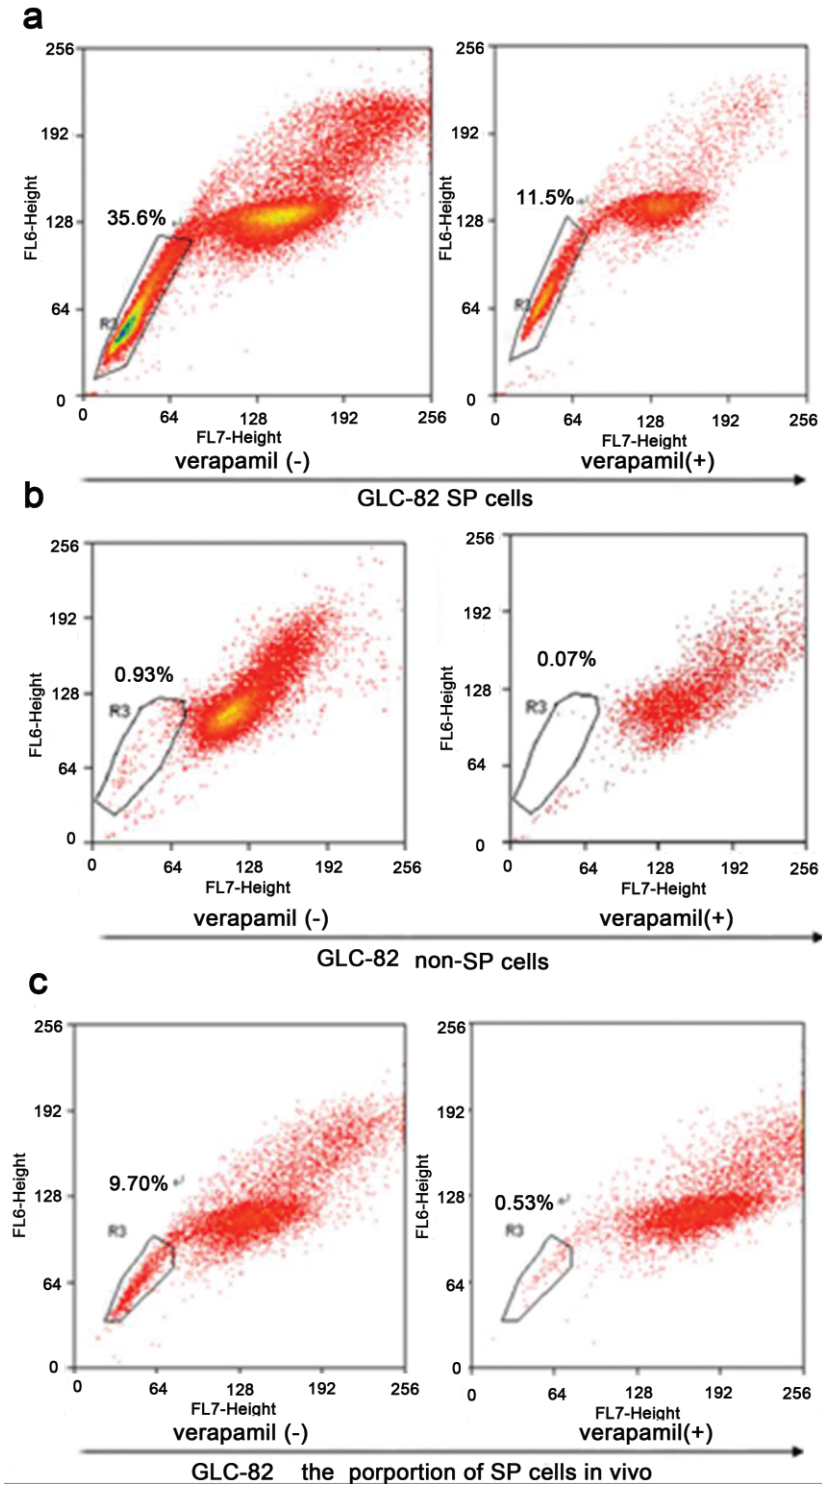 a
256
192
128
64
0
FL6-Height
35.6%
R3
0
64
128
192
256
FL7-Height
verapamil (-)
256
192
128
64
0
FL6-Height
11.5%
R3
0
64
128
192
256
FL7-Height
verapamil(+)
GLC-82 SP cells
b
256
192
128
64
0
FL6-Height
0.93%
R3
0
64
128
192
256
FL7-Height
verapamil (-)
256
192
128
64
0
FL6-Height
0.07%
R3
0
64
128
192
256
FL7-Height
verapamil(+)
GLC-82 non-SP cells
c
256
192
128
64
0
FL6-Height
9.70%
R3
0
64
128
192
256
FL7-Height
verapamil (-)
256
192
128
64
0
FL6-Height
0.53%
R3
0
64
128
192
256
FL7-Height
verapamil(+)
GLC-82 the porportion of SP cells in vivo